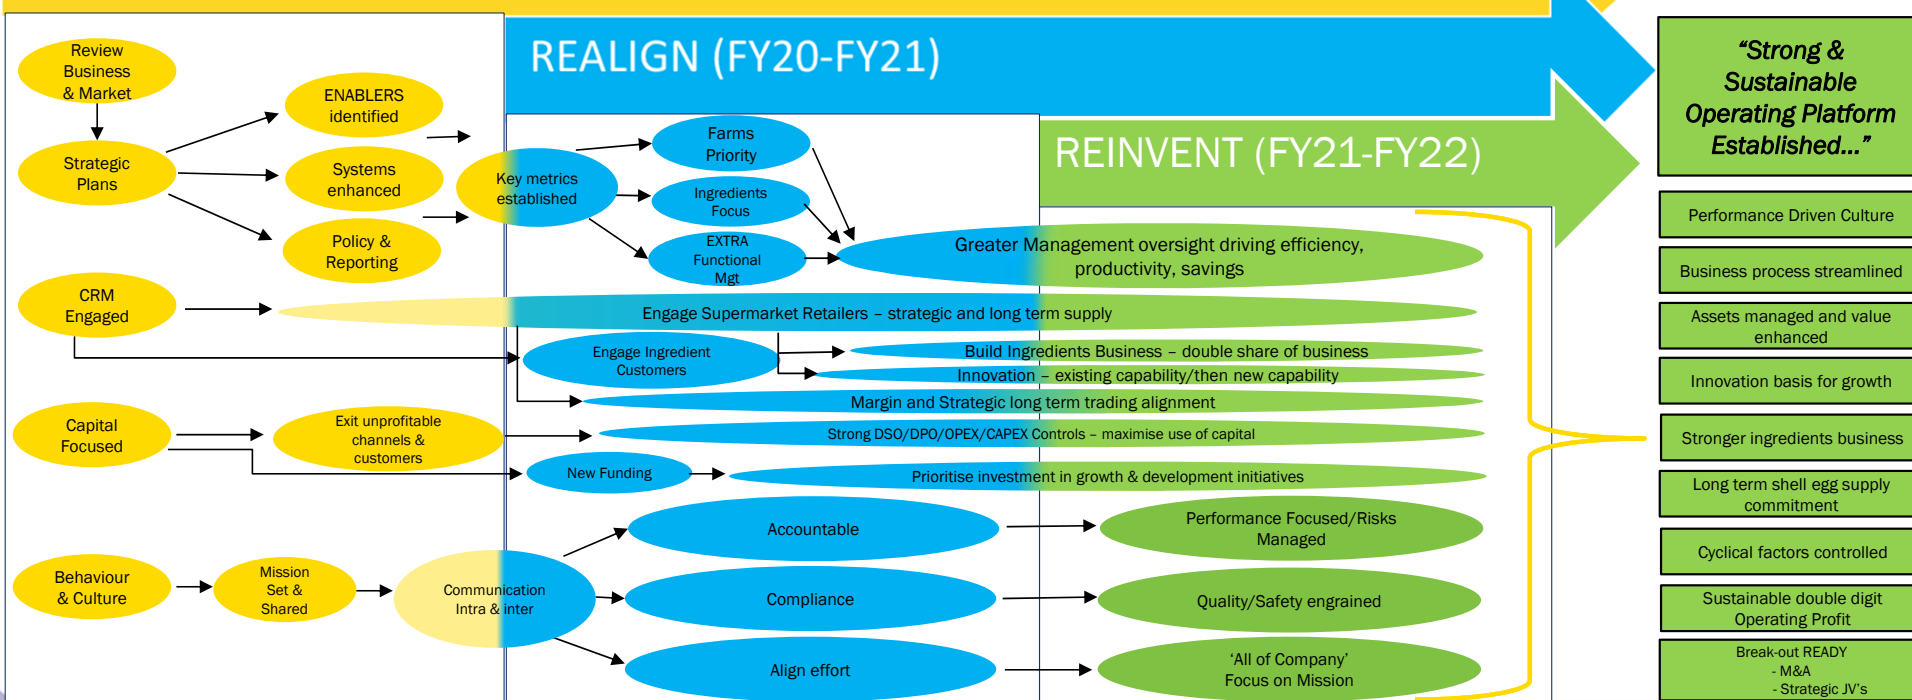 REALIGN (FY20-FY21)
REINVENT (FY21-FY22)
Review
Business
& Market
Strategic
Plans
ENABLERS
identified
Systems
enhanced
Policy &
Reporting
Key metrics
established
Farms
Priority
Ingredients
Focus
EXTRA
Functional
Mgt
Greater Management oversight driving efficiency,
productivity, savings
CRM
Engaged
Engage Supermarket Retailers – strategic and long term supply
Engage Ingredient
Customers
Build Ingredients Business – double share of business
Innovation – existing capability/then new capability
Margin and Strategic long term trading alignment
Capital
Focused
Exit unprofitable
channels &
customers
Strong DSO/DPO/OPEX/CAPEX Controls – maximise use of capital
New Funding
Prioritise investment in growth & development initiatives
Behaviour
& Culture
Mission
Set &
Shared
Communication
Intra & inter
Accountable
Performance Focused/Risks
Managed
Compliance
Quality/Safety engrained
Align effort
‘All of Company’
Focus on Mission
“Strong &
Sustainable
Operating Platform
Established...”
Performance Driven Culture
Business process streamlined
Assets managed and value
enhanced
Innovation basis for growth
Stronger ingredients business
Long term shell egg supply
commitment
Cyclical factors controlled
Sustainable double digit
Operating Profit
Break-out READY
- M&A
- Strategic JV's